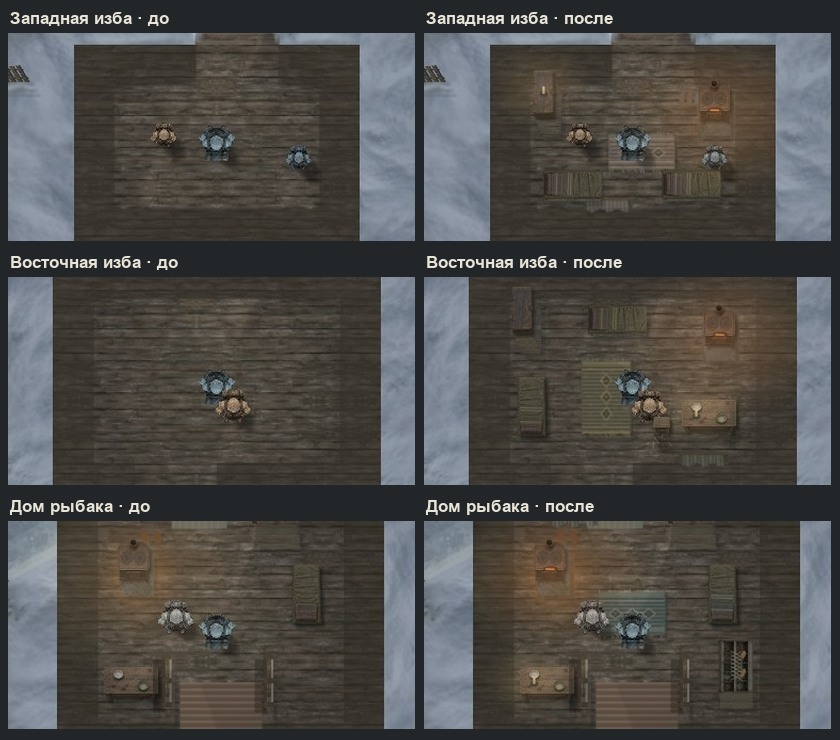 Западная изба · до
Западная изба · после
Восточная изба · до
Восточная изба · после
Дом рыбака · до
Дом рыбака · после